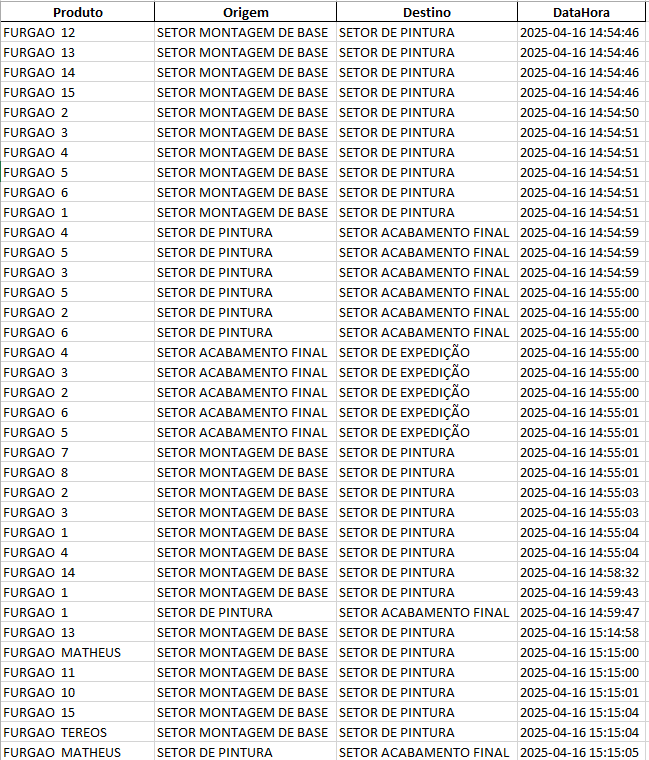 Produto Origem Destino DataHora
FURGAO 12 SETOR MONTAGEM DE BASE SETOR DE PINTURA 2025-04-16 14:54:46
FURGAO 13 SETOR MONTAGEM DE BASE SETOR DE PINTURA 2025-04-16 14:54:46
FURGAO 14 SETOR MONTAGEM DE BASE SETOR DE PINTURA 2025-04-16 14:54:46
FURGAO 15 SETOR MONTAGEM DE BASE SETOR DE PINTURA 2025-04-16 14:54:46
FURGAO 2 SETOR MONTAGEM DE BASE SETOR DE PINTURA 2025-04-16 14:54:50
FURGAO 3 SETOR MONTAGEM DE BASE SETOR DE PINTURA 2025-04-16 14:54:51
FURGAO 4 SETOR MONTAGEM DE BASE SETOR DE PINTURA 2025-04-16 14:54:51
FURGAO 5 SETOR MONTAGEM DE BASE SETOR DE PINTURA 2025-04-16 14:54:51
FURGAO 6 SETOR MONTAGEM DE BASE SETOR DE PINTURA 2025-04-16 14:54:51
FURGAO 1 SETOR MONTAGEM DE BASE SETOR DE PINTURA 2025-04-16 14:54:51
FURGAO 4 SETOR DE PINTURA SETOR ACABAMENTO FINAL 2025-04-16 14:54:59
FURGAO 5 SETOR DE PINTURA SETOR ACABAMENTO FINAL 2025-04-16 14:54:59
FURGAO 3 SETOR DE PINTURA SETOR ACABAMENTO FINAL 2025-04-16 14:54:59
FURGAO 5 SETOR DE PINTURA SETOR ACABAMENTO FINAL 2025-04-16 14:55:00
FURGAO 2 SETOR DE PINTURA SETOR ACABAMENTO FINAL 2025-04-16 14:55:00
FURGAO 6 SETOR DE PINTURA SETOR ACABAMENTO FINAL 2025-04-16 14:55:00
FURGAO 4 SETOR ACABAMENTO FINAL SETOR DE EXPEDIÇÃO 2025-04-16 14:55:00
FURGAO 3 SETOR ACABAMENTO FINAL SETOR DE EXPEDIÇÃO 2025-04-16 14:55:00
FURGAO 2 SETOR ACABAMENTO FINAL SETOR DE EXPEDIÇÃO 2025-04-16 14:55:00
FURGAO 6 SETOR ACABAMENTO FINAL SETOR DE EXPEDIÇÃO 2025-04-16 14:55:01
FURGAO 5 SETOR ACABAMENTO FINAL SETOR DE EXPEDIÇÃO 2025-04-16 14:55:01
FURGAO 7 SETOR MONTAGEM DE BASE SETOR DE PINTURA 2025-04-16 14:55:01
FURGAO 8 SETOR MONTAGEM DE BASE SETOR DE PINTURA 2025-04-16 14:55:01
FURGAO 2 SETOR MONTAGEM DE BASE SETOR DE PINTURA 2025-04-16 14:55:03
FURGAO 3 SETOR MONTAGEM DE BASE SETOR DE PINTURA 2025-04-16 14:55:03
FURGAO 1 SETOR MONTAGEM DE BASE SETOR DE PINTURA 2025-04-16 14:55:04
FURGAO 4 SETOR MONTAGEM DE BASE SETOR DE PINTURA 2025-04-16 14:55:04
FURGAO 14 SETOR MONTAGEM DE BASE SETOR DE PINTURA 2025-04-16 14:58:32
FURGAO 1 SETOR MONTAGEM DE BASE SETOR DE PINTURA 2025-04-16 14:59:43
FURGAO 1 SETOR DE PINTURA SETOR ACABAMENTO FINAL 2025-04-16 14:59:47
FURGAO 13 SETOR MONTAGEM DE BASE SETOR DE PINTURA 2025-04-16 15:14:58
FURGAO MATHEUS SETOR MONTAGEM DE BASE SETOR DE PINTURA 2025-04-16 15:15:00
FURGAO 11 SETOR MONTAGEM DE BASE SETOR DE PINTURA 2025-04-16 15:15:00
FURGAO 10 SETOR MONTAGEM DE BASE SETOR DE PINTURA 2025-04-16 15:15:01
FURGAO 15 SETOR MONTAGEM DE BASE SETOR DE PINTURA 2025-04-16 15:15:04
FURGAO TEREOS SETOR MONTAGEM DE BASE SETOR DE PINTURA 2025-04-16 15:15:04
FURGAO MATHEUS SETOR DE PINTURA SETOR ACABAMENTO FINAL 2025-04-16 15:15:05